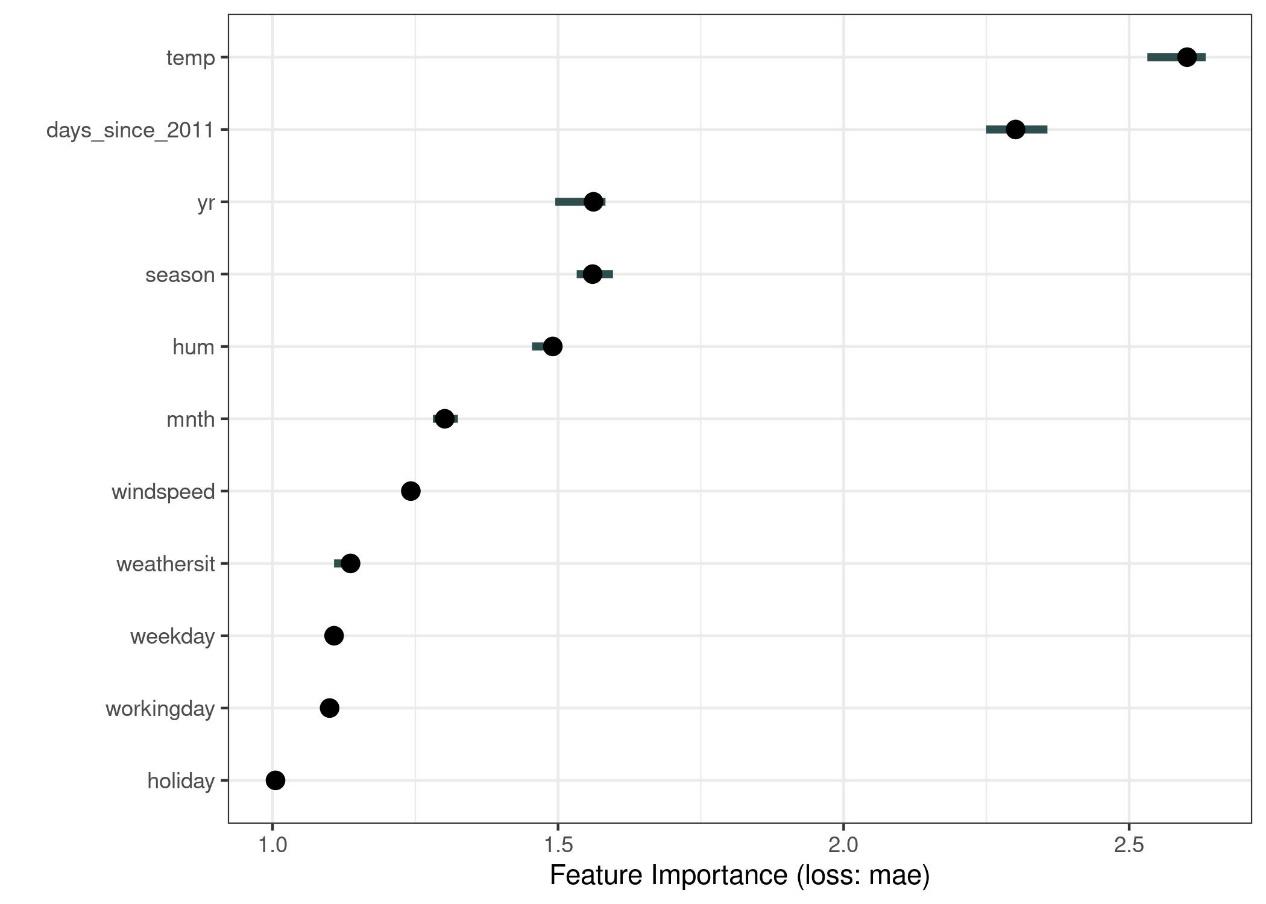 temp
days_since_2011
yr
season
hum
mnth
windspeed
weathersit
weekday
workingday
holiday
1.0 1.5 2.0 2.5
Feature Importance (loss: mae)